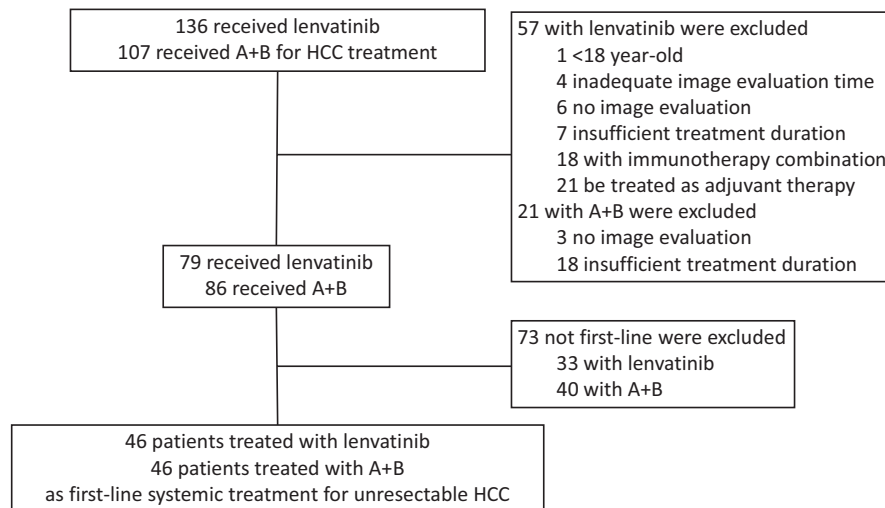 136 received lenvatinib
107 received A+B for HCC treatment
57 with lenvatinib were excluded
1 <18 year-old
4 inadequate image evaluation time
6 no image evaluation
7 insufficient treatment duration
18 with immunotherapy combination
21 be treated as adjuvant therapy
21 with A+B were excluded
3 no image evaluation
18 insufficient treatment duration
79 received lenvatinib
86 received A+B
73 not first-line were excluded
33 with lenvatinib
40 with A+B
46 patients treated with lenvatinib
46 patients treated with A+B
as first-line systemic treatment for unresectable HCC